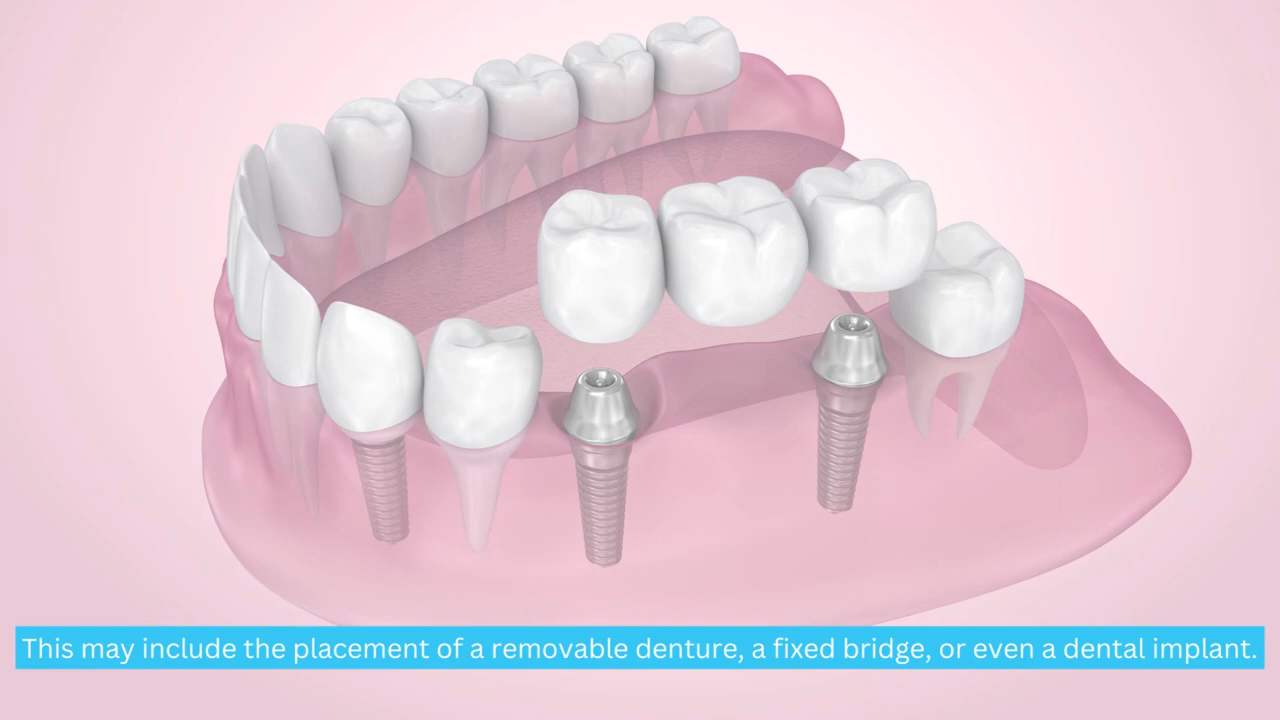 This may include the placement of a removable denture, a fixed bridge, or even a dental implant.